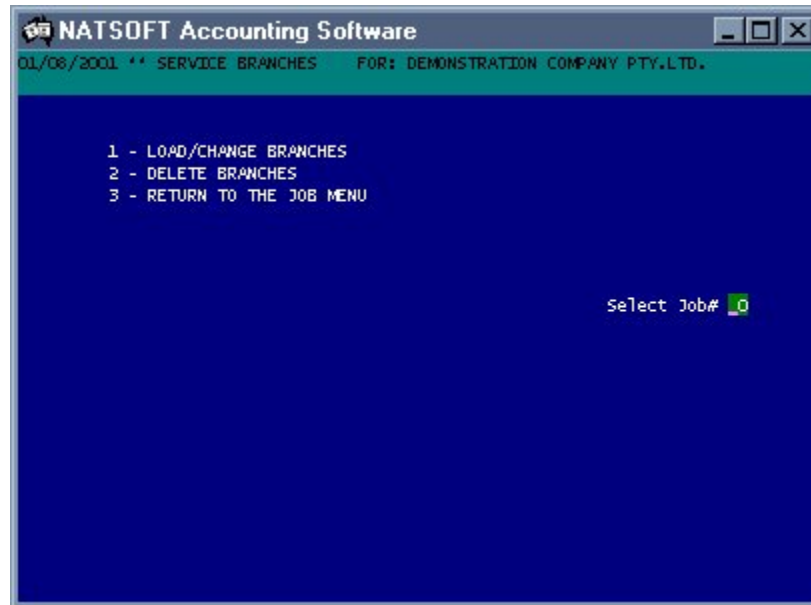 NATSOFT Accounting Software
01/08/2001 ** SERVICE BRANCHES FOR: DEMONSTRATION COMPANY PTY.LTD.
1 - LOAD/CHANGE BRANCHES
2 - DELETE BRANCHES
3 - RETURN TO THE JOB MENU
Select Job# _0